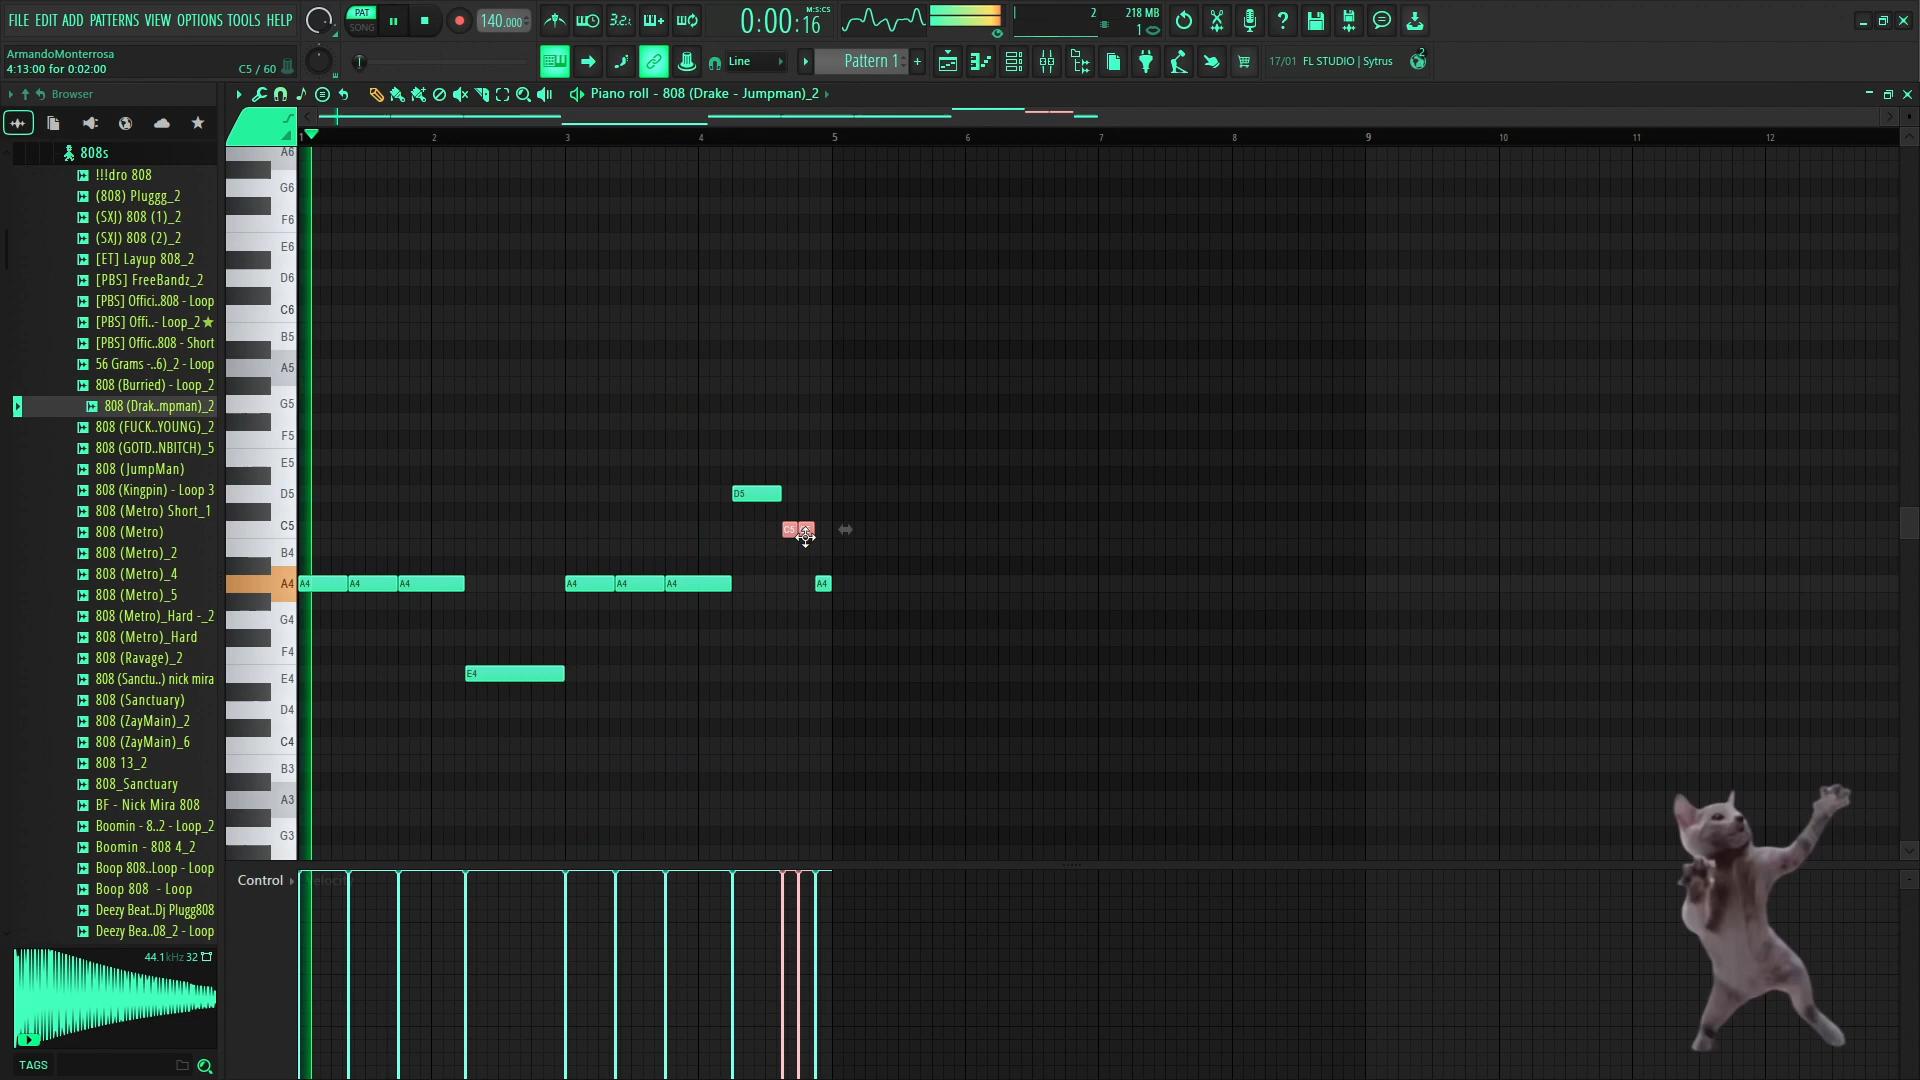 FILE EDIT ADD PATTERNS VIEW OPTIONS TOOLS HELP
PAT
SONG
140.000
3.2.
0:00:16
M:S:CS
2
218 MB
1
ArmandoMonterrosa
4:13:00 for 0:02:00
C5 / 60
Line
Pattern 1
+
17/01 FL STUDIO | Sytrus
2
Browser
Piano roll - 808 (Drake - Jumpman)_2
808s
!!!dro 808
(808) Pluggg_2
(SXJ) 808 (1)_2
(SXJ) 808 (2)_2
[ET] Layup 808_2
[PBS] FreeBandz_2
[PBS] Offici..808 - Loop
[PBS] Offi..- Loop_2
[PBS] Offic..808 - Short
56 Grams -..6)_2 - Loop
808 (Burried) - Loop_2
808 (Drak..mpman)_2
808 (FUCK..YOUNG)_2
808 (GOTD..NBITCH)_5
808 (JumpMan)
808 (Kingpin) - Loop 3
808 (Metro) Short_1
808 (Metro)
808 (Metro)_2
808 (Metro)_4
808 (Metro)_5
808 (Metro)_Hard -_2
808 (Metro)_Hard
808 (Ravage)_2
808 (Sanctu..) nick mira
808 (Sanctuary)
808 (ZayMain)_2
808 (ZayMain)_6
808 13_2
808_Sanctuary
BF - Nick Mira 808
Boomin - 8..2 - Loop_2
Boomin - 808 4_2
Boop 808..Loop - Loop
Boop 808 - Loop
Deezy Beat..Dj Plugg808
Deezy Bea..08_2 - Loop
44.1kHz 32
TAGS
1 2 3 4 5 6 7 8 9 10 11 12
A6
G6
F6
E6
D6
C6
B5
A5
G5
F5
E5
D5 D5
C5 C5
B4
A4 A4 A4 A4 A4 A4 A4 A4
G4
F4
E4 E4
D4
C4
B3
A3
G3
Control
Velocity